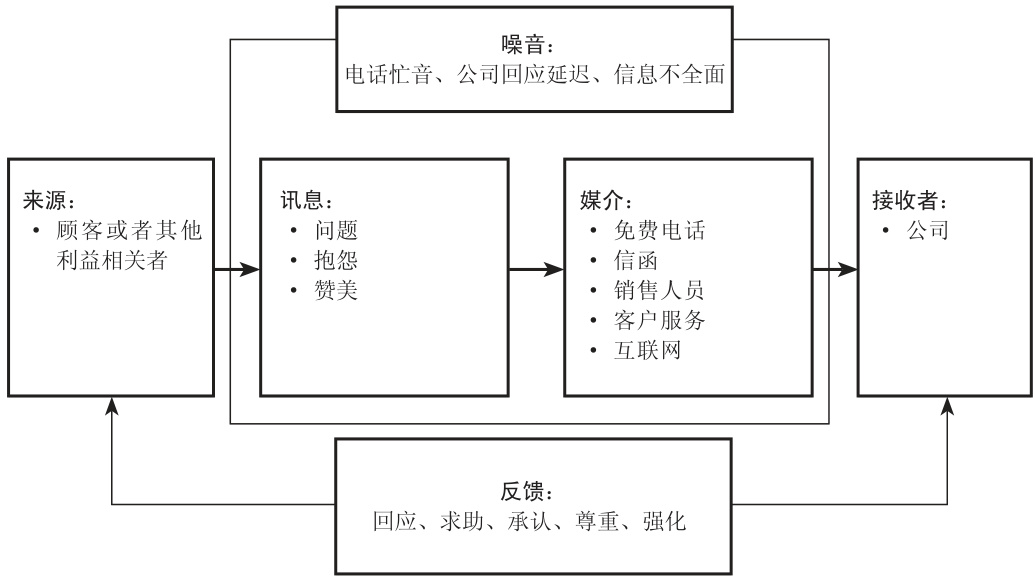 噪音：
电话忙音、公司回应延迟、信息不全面
来源：
• 顾客或者其他
利益相关者
讯息：
• 问题
• 抱怨
• 赞美
媒介：
• 免费电话
• 信函
• 销售人员
• 客户服务
• 互联网
接收者：
• 公司
反馈：
回应、求助、承认、尊重、强化